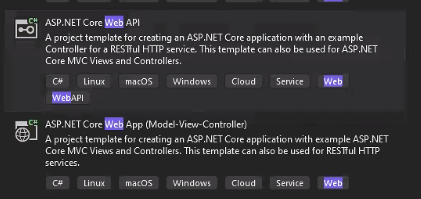 C#
ASP.NET Core Web API
A project template for creating an ASP.NET Core application with an example
Controller for a RESTful HTTP service. This template can also be used for ASP.NET
Core MVC Views and Controllers.
C# Linux macOS Windows Cloud Service Web
WebAPI
C#
ASP.NET Core Web App (Model-View-Controller)
A project template for creating an ASP.NET Core application with example ASP.NET
Core MVC Views and Controllers. This template can also be used for RESTful HTTP
services.
C# Linux macOS Windows Cloud Service Web